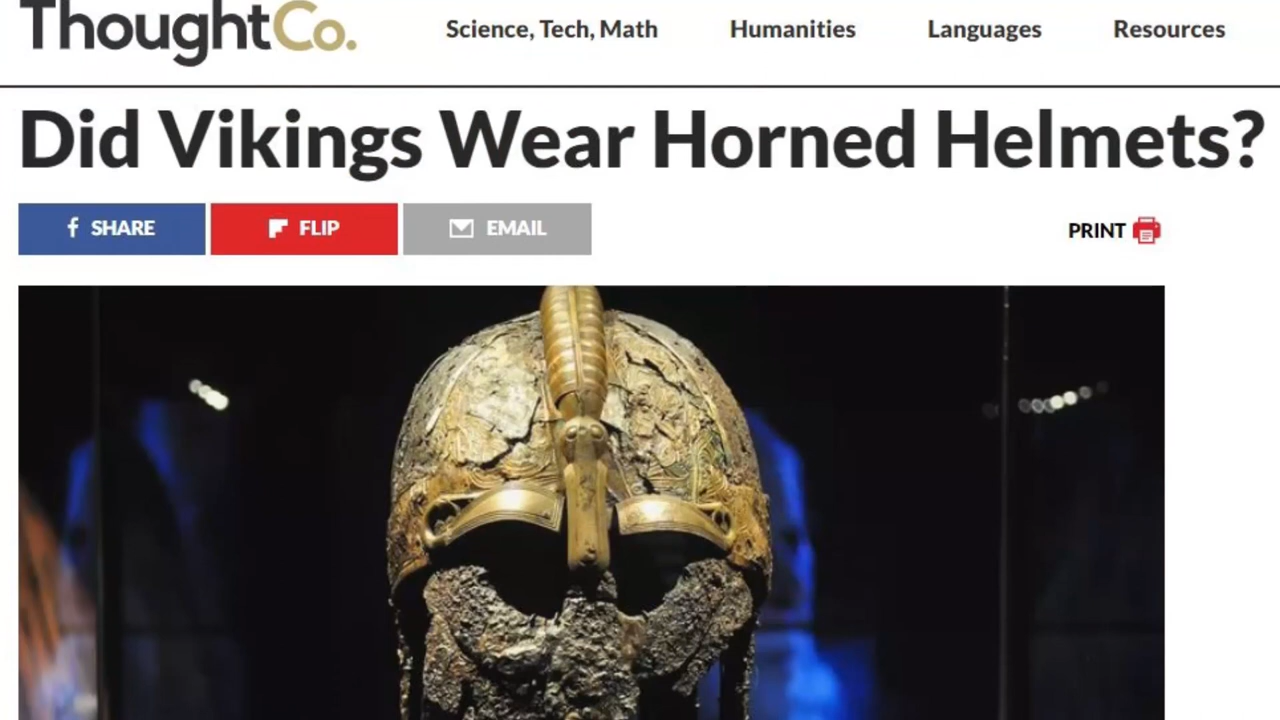 ThoughtCo.
Science, Tech, Math Humanities Languages Resources
Did Vikings Wear Horned Helmets?
f SHARE FLIP EMAIL PRINT